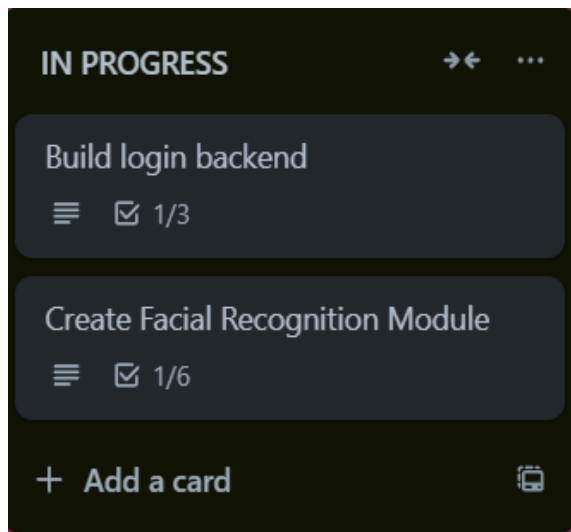 IN PROGRESS
Build login backend
1/3
Create Facial Recognition Module
1/6
Add a card